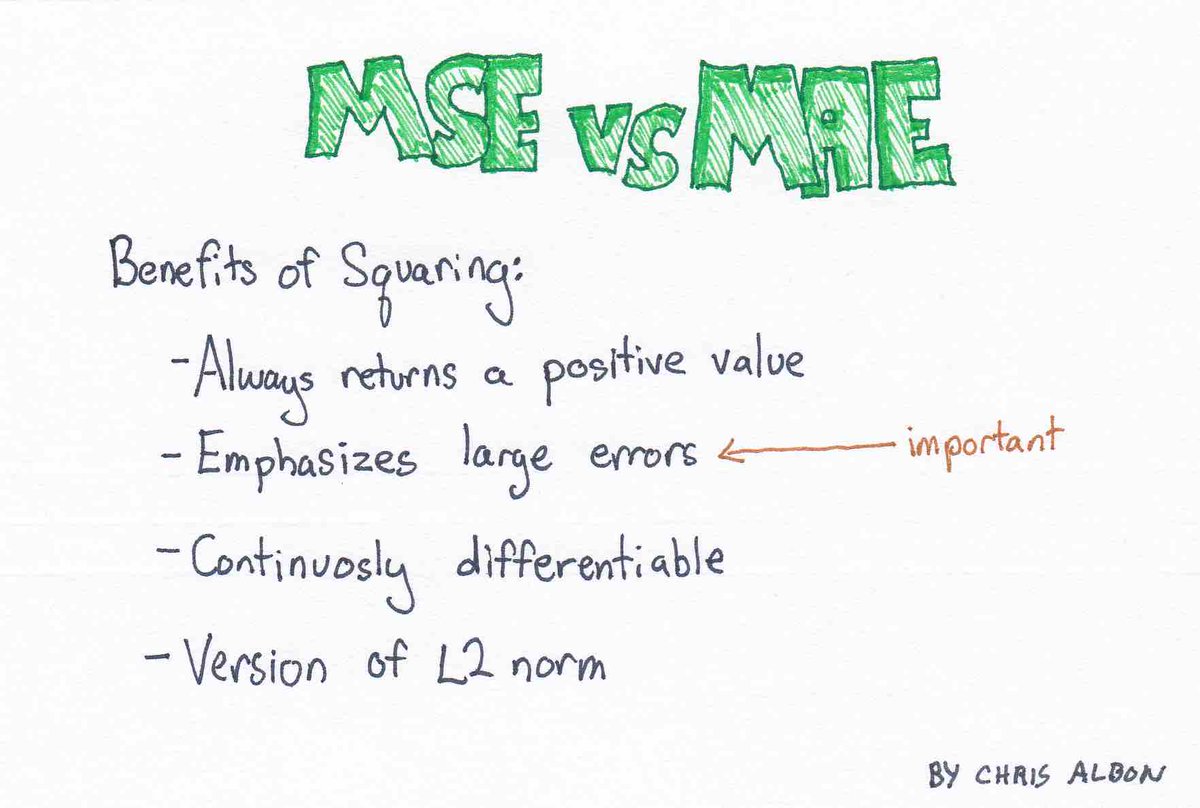 MSE vs MAE
Benefits of Squaring:
- Always returns a positive value
- Emphasizes large errors ← important
- Continuosly differentiable
- Version of L2 norm
BY CHRIS ALBON